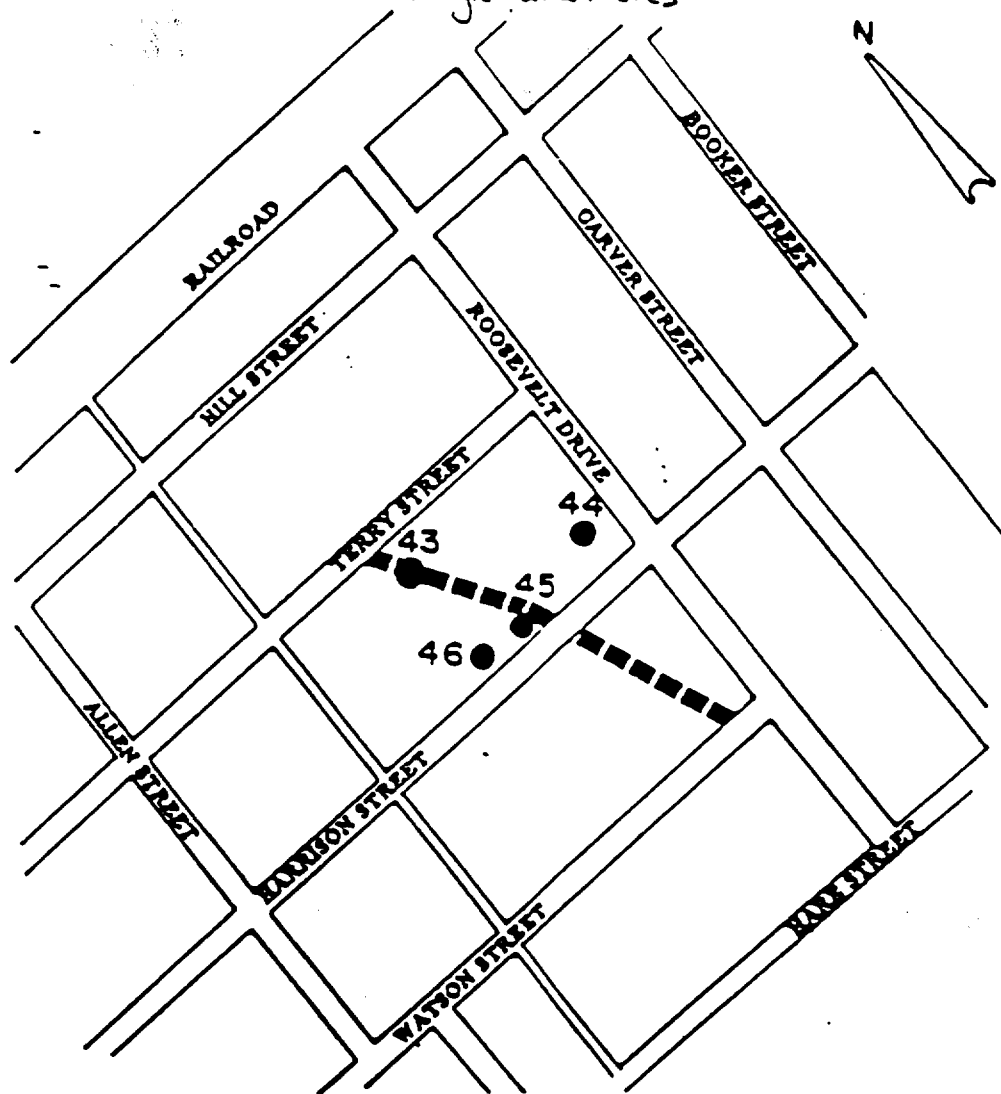 N
BOOKER STREET
CARVER STREET
RAILROAD
HILL STREET
ROOSEVELT DRIVE
TERRY STREET
44
43
45
46
ALLEN STREET
HARRISON STREET
HARE STREET
WATSON STREET